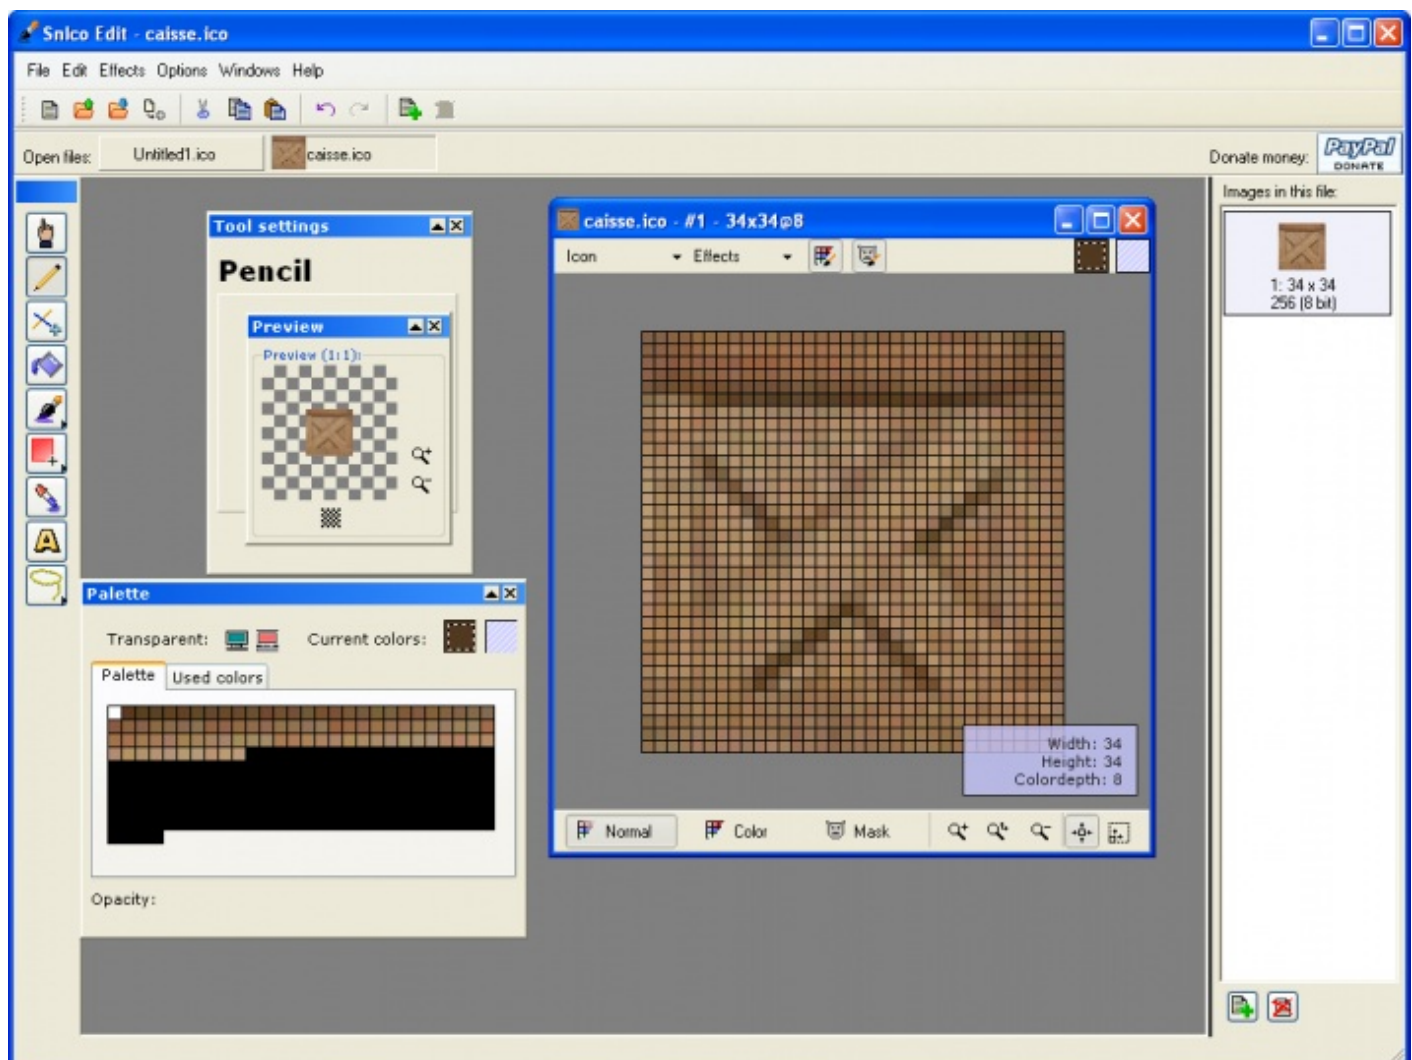 SnIco Edit - caisse.ico
File Edit Effects Options Windows Help
Open files: Untitled1.ico caisse.ico Donate money: PayPal DONATE
Images in this file:
1: 34 x 34
256 (8 bit)
Tool settings
Pencil
Preview
Preview (1:1):
caisse.ico - #1 - 34x34@8
Icon Effects
Width: 34
Height: 34
Colordepth: 8
Normal Color Mask
Palette
Transparent: Current colors:
Palette Used colors
Opacity: